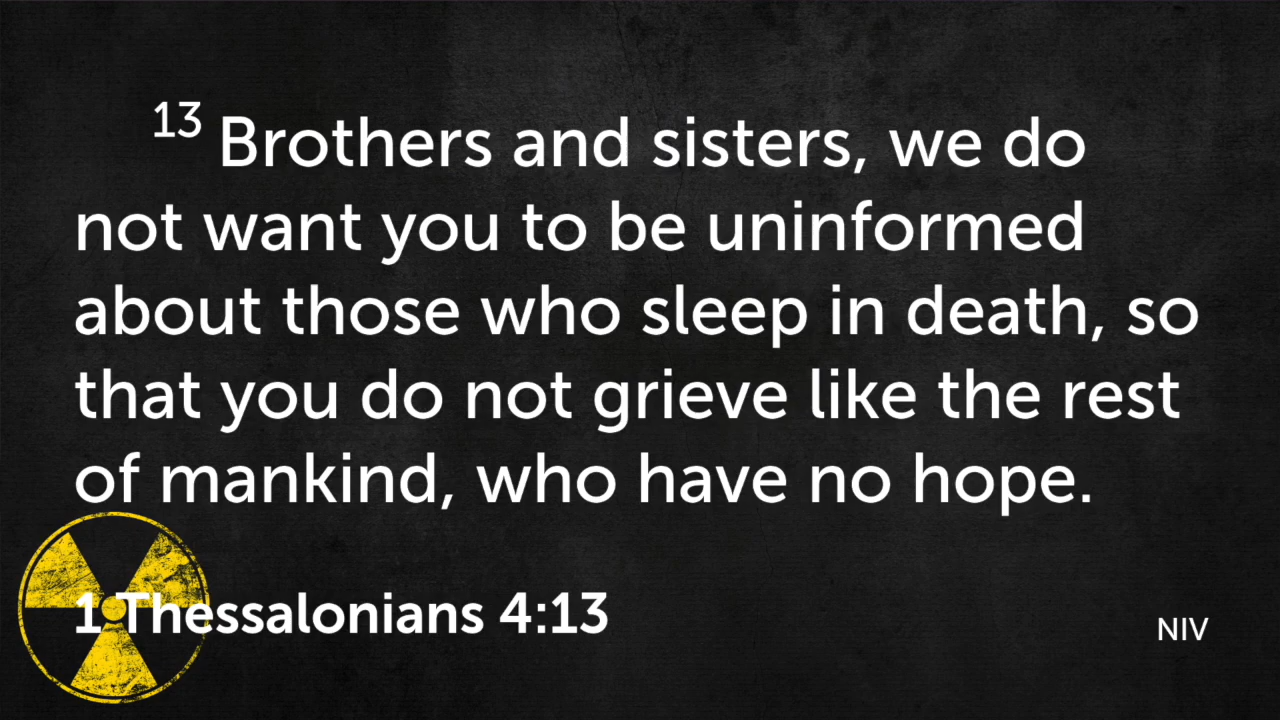 13 Brothers and sisters, we do
not want you to be uninformed
about those who sleep in death, so
that you do not grieve like the rest
of mankind, who have no hope.
1 Thessalonians 4:13
NIV